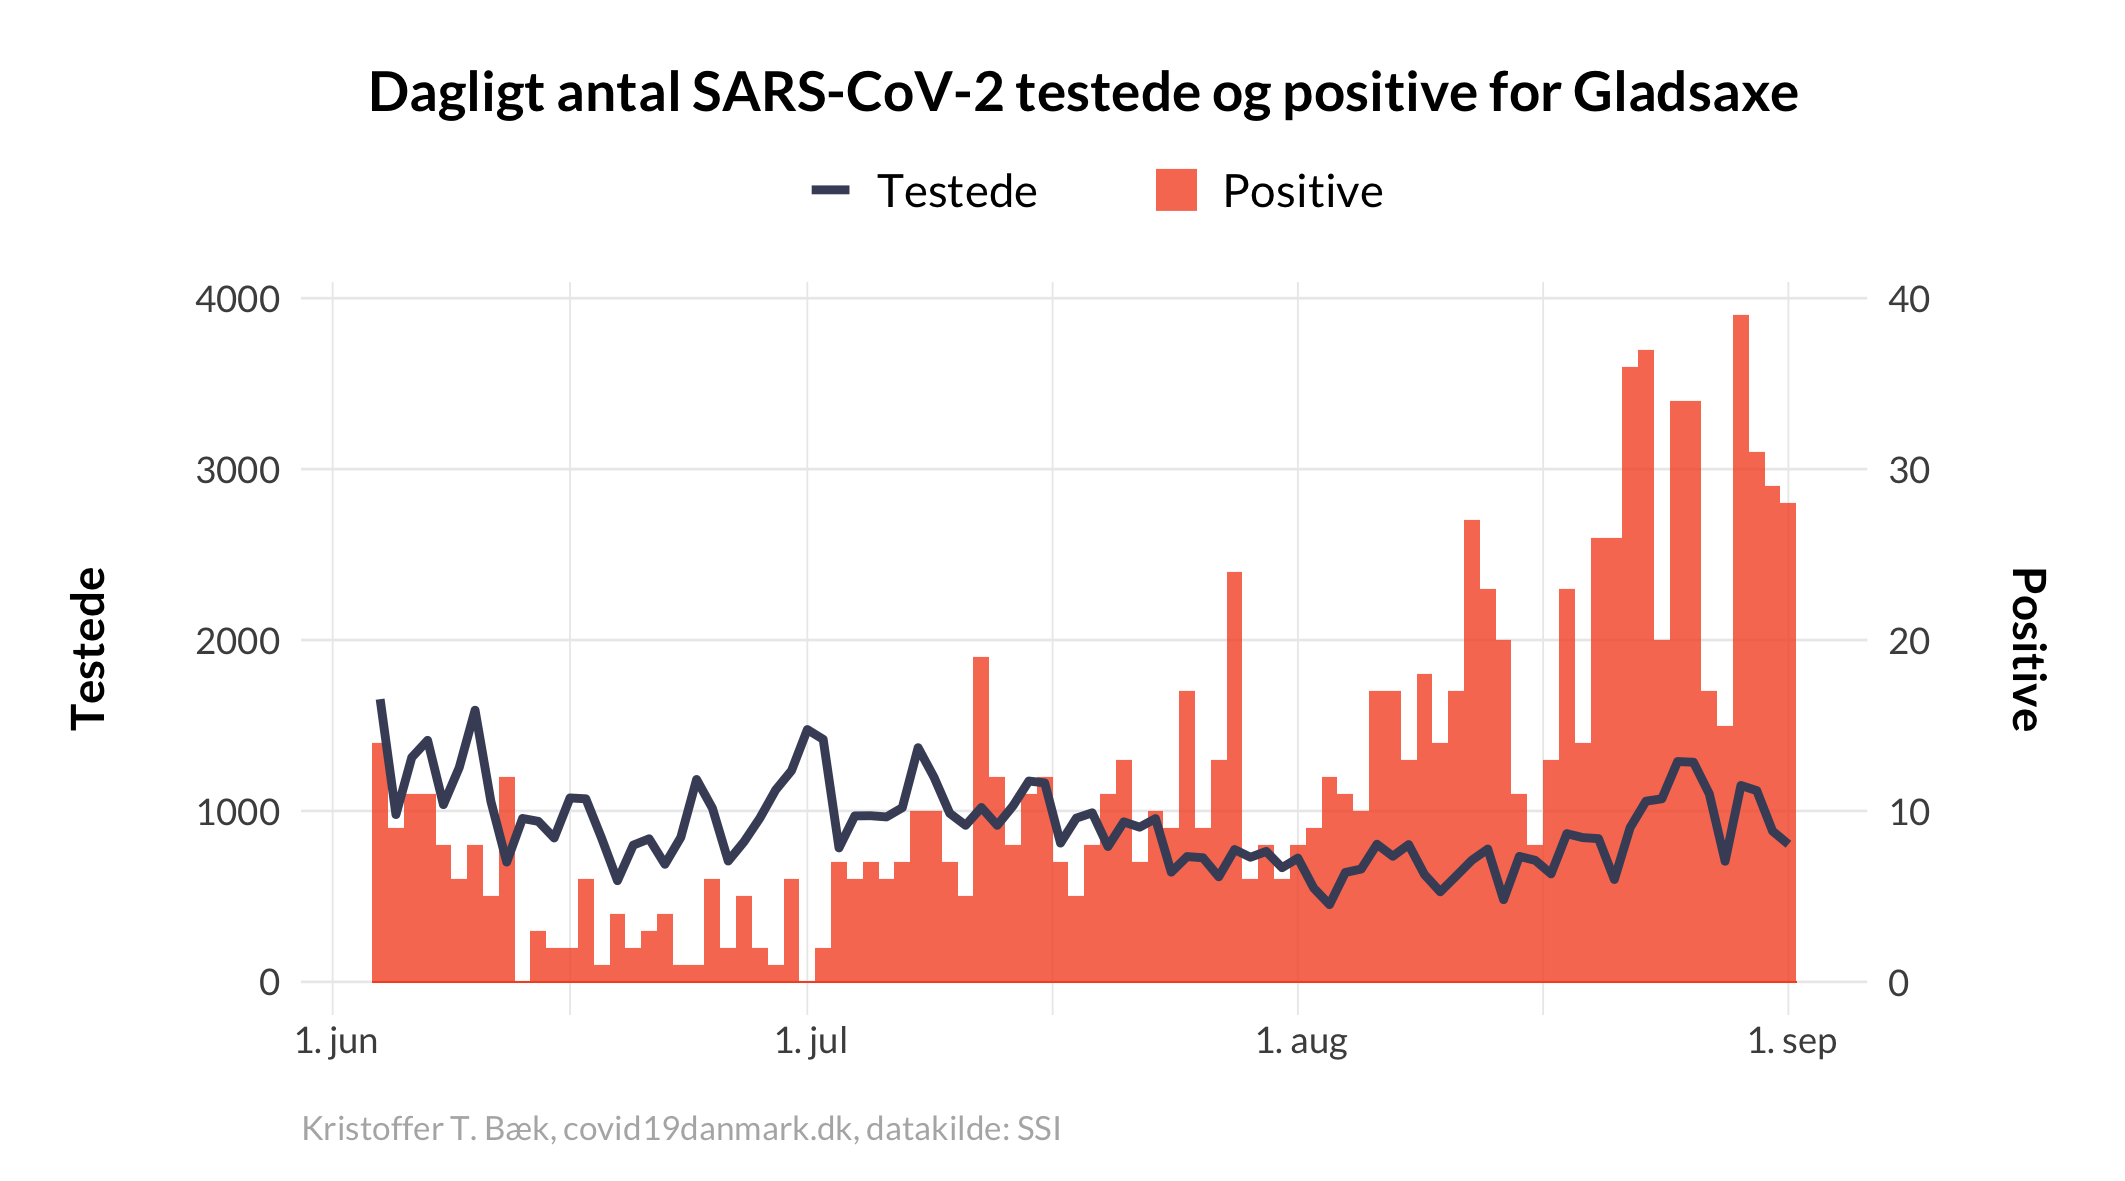 Dagligt antal SARS-CoV-2 testede og positive for Gladsaxe
Testede
Positive
4000
3000
2000
1000
0
Testede
40
30
20
10
0
Positive
1. jun
1. jul
1. aug
1. sep
Kristoffer T. Bæk, covid19danmark.dk, datakilde: SSI